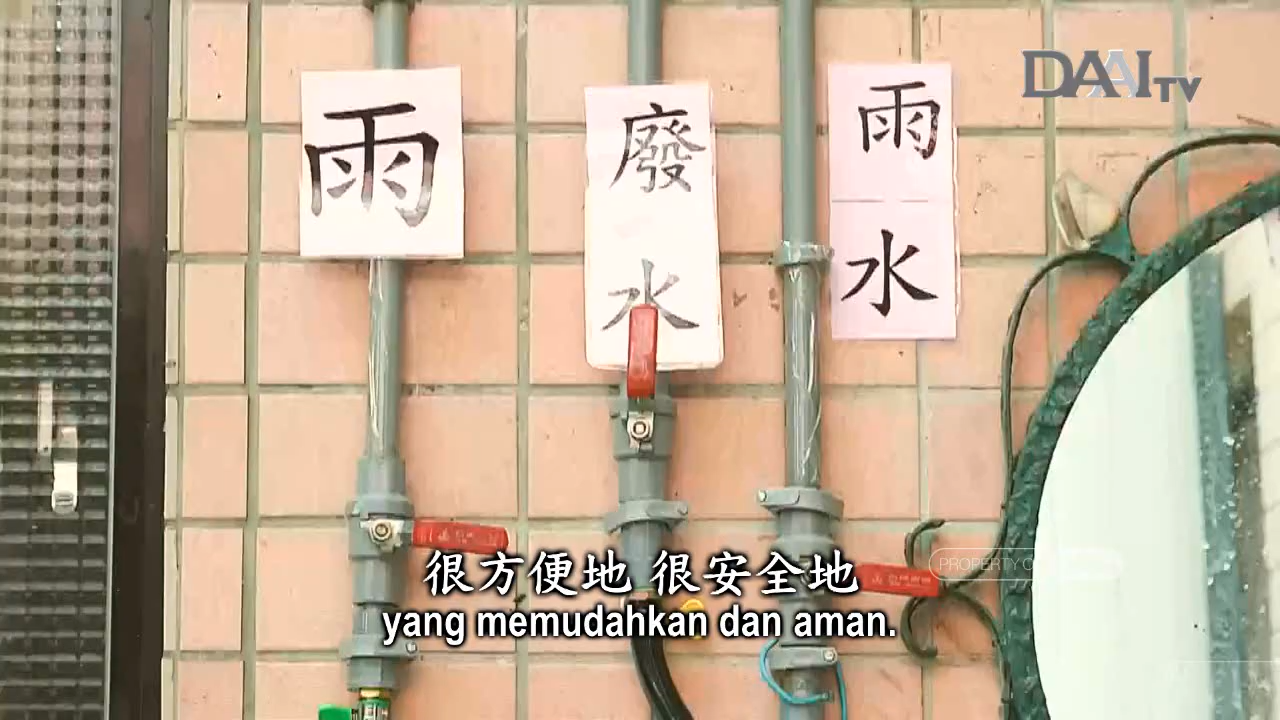 DAAI TV
雨
廢
水
雨
水
很方便地 很安全地
yang memudahkan dan aman.
PROPERTY O